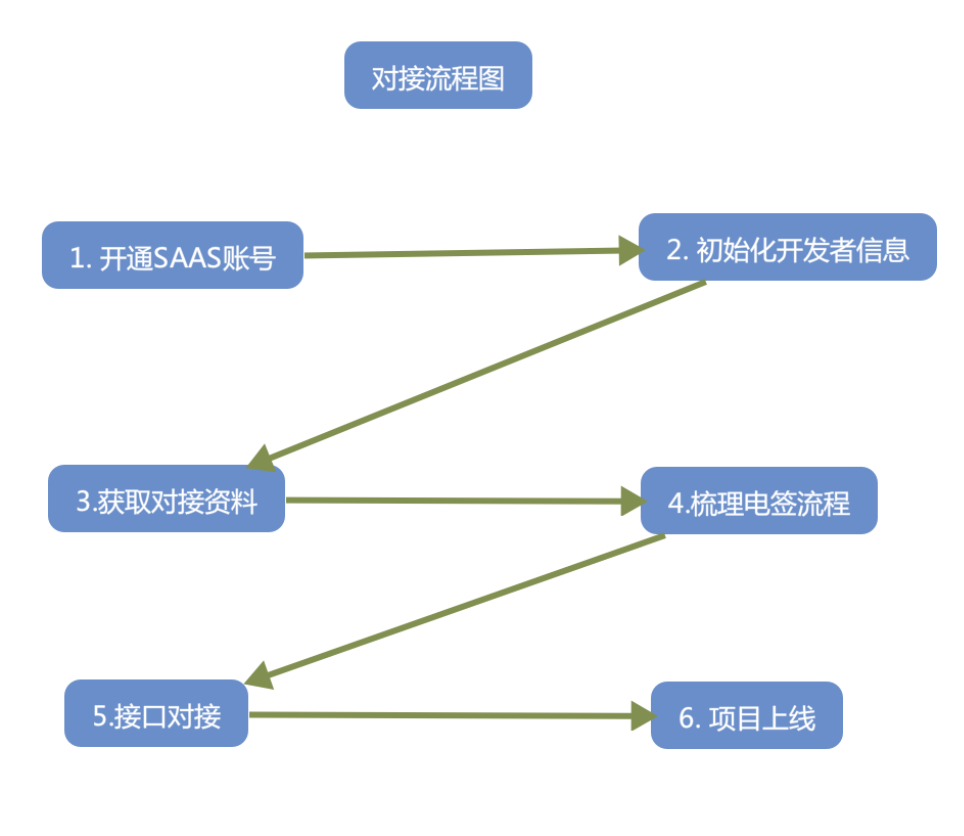 对接流程图
1. 开通SAAS账号
2. 初始化开发者信息
3.获取对接资料
4.梳理电签流程
5.接口对接
6. 项目上线